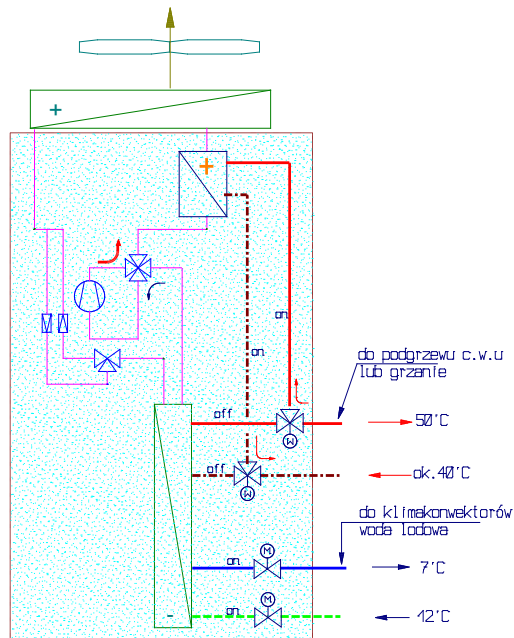 +
+
on
on
do podgrzewu c.w.u
lub grzanie
off
50°C
M
off
ok.40°C
M
do klimakonwektorów
woda lodowa
M
on
7°C
M
on
12°C
-